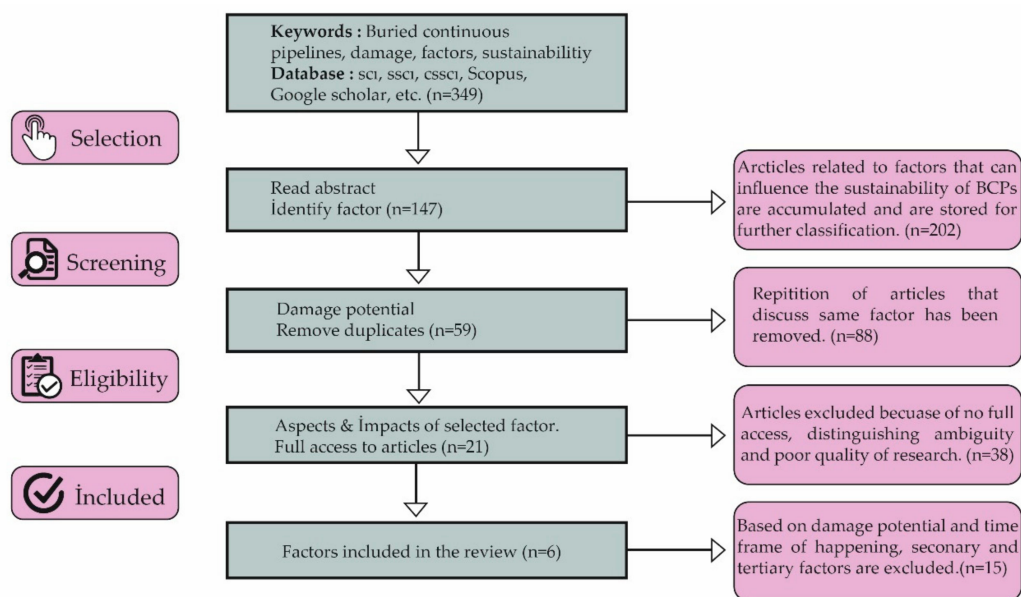 Keywords : Buried continuous
pipelines, damage, factors, sustainabilitiy
Database : scı, ssci, cssci, Scopus,
Google scholar, etc. (n=349)
Selection
Read abstract
İdentify factor (n=147)
Arcticles related to factors that can
influence the sustainability of BCPs
are accumulated and are stored for
further classification. (n=202)
Screening
Damage potential
Remove duplicates (n=59)
Repitition of articles that
discuss same factor has been
removed. (n=88)
Eligibility
Aspects & İmpacts of selected factor.
Full access to articles (n=21)
Articles excluded becuase of no full
access, distinguishing ambiguity
and poor quality of research. (n=38)
İncluded
Factors included in the review (n=6)
Based on damage potential and time
frame of happening, seconary and
tertiary factors are excluded.(n=15)